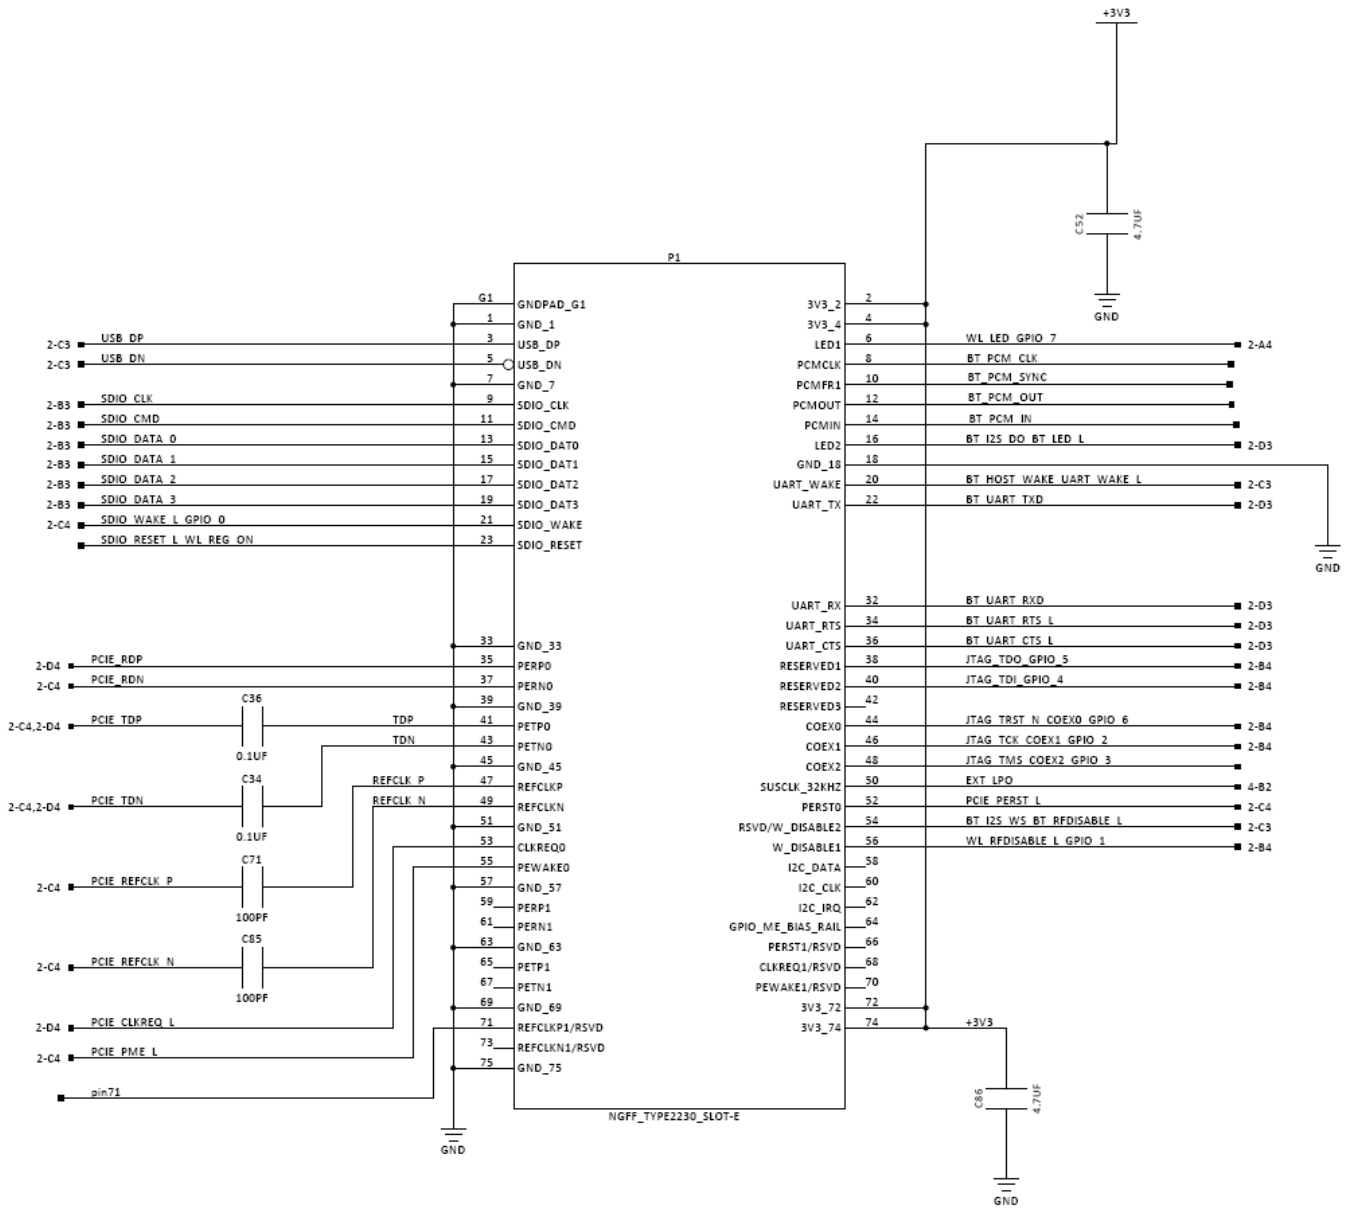 +3V3
C52
4.7UF
GND
P1
G1 GNDPAD_G1 3V3_2 2
1 GND_1 3V3_4 4
2-C3 USB_DP 3 USB_DP LED1 6 WL_LED_GPIO_7 2-A4
2-C3 USB_DN 5 USB_DN PCMCLK 8 BT_PCM_CLK
7 GND_7 PCMFR1 10 BT_PCM_SYNC
2-B3 SDIO_CLK 9 SDIO_CLK PCMOUT 12 BT_PCM_OUT
2-B3 SDIO_CMD 11 SDIO_CMD PCMIN 14 BT_PCM_IN
2-B3 SDIO_DATA_0 13 SDIO_DAT0 LED2 16 BT_I2S_DO_BT_LED_L 2-D3
2-B3 SDIO_DATA_1 15 SDIO_DAT1 GND_18 18
2-B3 SDIO_DATA_2 17 SDIO_DAT2 UART_WAKE 20 BT_HOST_WAKE_UART_WAKE_L 2-C3
2-B3 SDIO_DATA_3 19 SDIO_DAT3 UART_TX 22 BT_UART_TXD 2-D3
2-C4 SDIO_WAKE_L_GPIO_0 21 SDIO_WAKE
SDIO_RESET_L_WL_REG_ON 23 SDIO_RESET
GND
UART_RX 32 BT_UART_RXD 2-D3
UART_RTS 34 BT_UART_RTS_L 2-D3
33 GND_33 UART_CTS 36 BT_UART_CTS_L 2-D3
2-D4 PCIE_RDP 35 PERP0 RESERVED1 38 JTAG_TDO_GPIO_5 2-B4
2-C4 PCIE_RDN 37 PERN0 RESERVED2 40 JTAG_TDI_GPIO_4 2-B4
C36
39 GND_39 RESERVED3 42
2-C4,2-D4 PCIE_TDP TDP 41 PETP0 COEX0 44 JTAG_TRST_N_COEX0_GPIO_6 2-B4
0.1UF
TDN 43 PETN0 COEX1 46 JTAG_TCK_COEX1_GPIO_2 2-B4
45 GND_45 COEX2 48 JTAG_TMS_COEX2_GPIO_3
C34
REFCLK_P 47 REFCLKP SUSCLK_32KHZ 50 EXT_LPO 4-B2
2-C4,2-D4 PCIE_TDN REFCLK_N 49 REFCLKN PERST0 52 PCIE_PERST_L 2-C4
0.1UF
51 GND_51 RSVD/W_DISABLE2 54 BT_I2S_WS_BT_RFDISABLE_L 2-C3
53 CLKREQ0 W_DISABLE1 56 WL_RFDISABLE_L_GPIO_1 2-B4
C71
55 PEWAKE0 I2C_DATA 58
2-C4 PCIE_REFCLK_P 57 GND_57 I2C_CLK 60
100PF
59 PERP1 I2C_IRQ 62
61 PERN1 GPIO_ME_BIAS_RAIL 64
C85
63 GND_63 PERST1/RSVD 66
2-C4 PCIE_REFCLK_N 65 PETP1 CLKREQ1/RSVD 68
100PF
67 PETN1 PEWAKE1/RSVD 70
69 GND_69 3V3_72 72
2-D4 PCIE_CLKREQ_L 71 REFCLKP1/RSVD 3V3_74 74 +3V3
73 REFCLKN1/RSVD
2-C4 PCIE_PME_L 75 GND_75
pin71
C86
4.7UF
NGFF_TYPE2230_SLOT-E
GND
GND